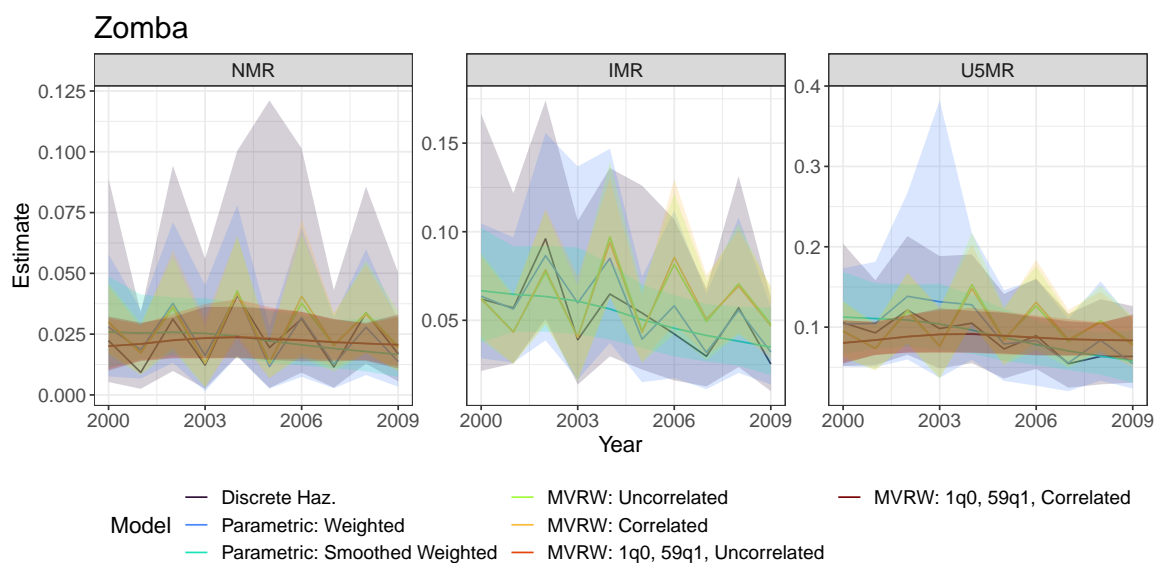 Zomba
NMR IMR U5MR
Estimate
0.125
0.100
0.075
0.050
0.025
0.000
0.15
0.10
0.05
0.4
0.3
0.2
0.1
2000 2003 2006 2009 2000 2003 2006 2009 2000 2003 2006 2009
Year
Model
Discrete Haz.
Parametric: Weighted
Parametric: Smoothed Weighted
MVRW: Uncorrelated
MVRW: Correlated
MVRW: 1q0, 59q1, Uncorrelated
MVRW: 1q0, 59q1, Correlated